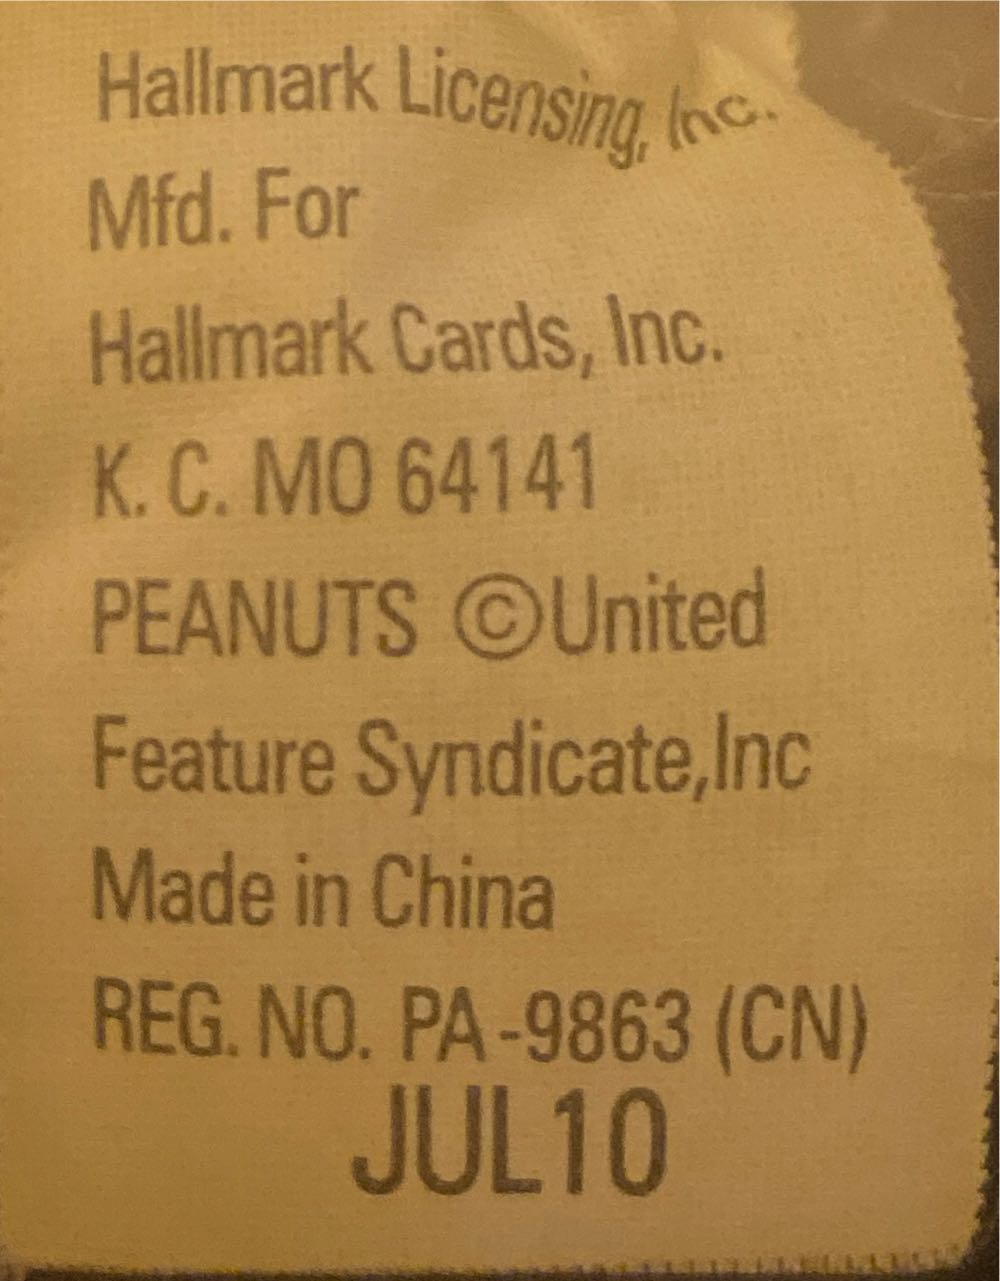 Hallmark Licensing, Inc.
Mfd. For
Hallmark Cards, Inc.
K. C. MO 64141
PEANUTS ©United
Feature Syndicate,Inc
Made in China
REG. NO. PA-9863 (CN)
JUL10